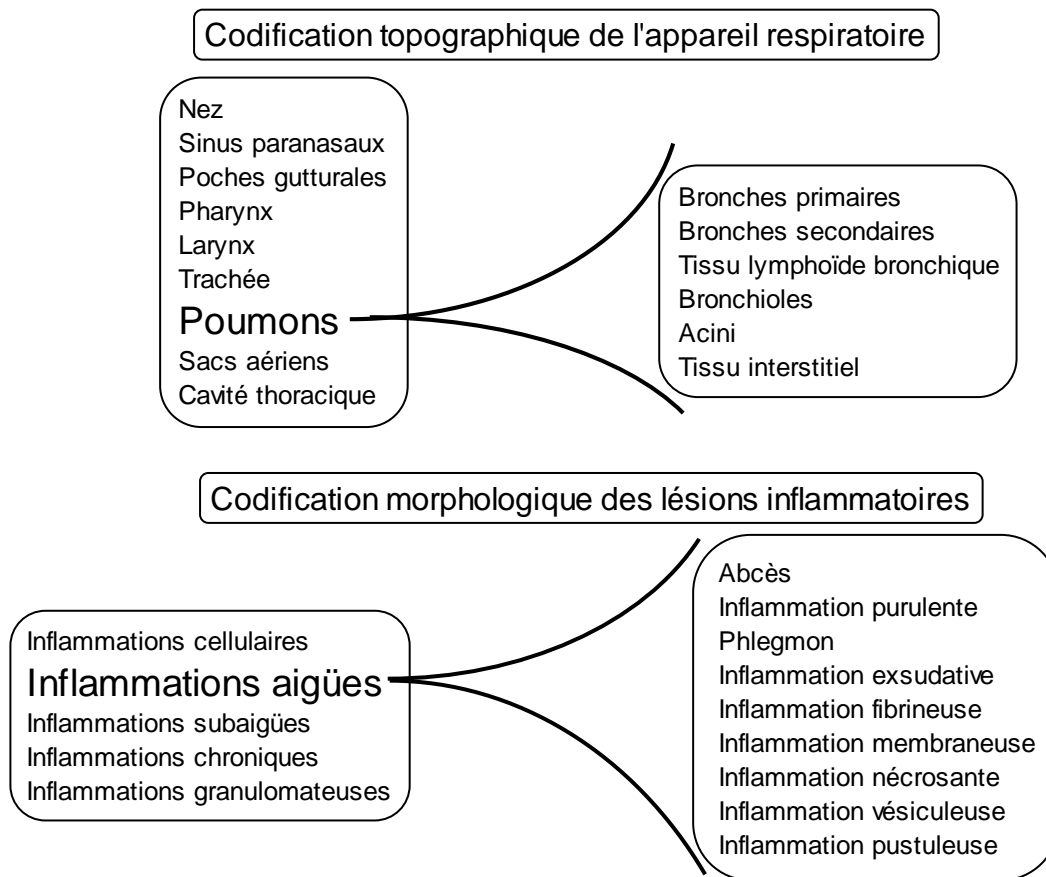 Codification topographique de l'appareil respiratoire
Nez
Sinus paranasaux
Poches gutturales
Pharynx
Larynx
Trachée
Poumons
Sacs aériens
Cavité thoracique
Bronches primaires
Bronches secondaires
Tissu lymphoïde bronchique
Bronchioles
Acini
Tissu interstitiel
Codification morphologique des lésions inflammatoires
Inflammations cellulaires
Inflammations aigües
Inflammations subaigües
Inflammations chroniques
Inflammations granulomateuses
Abcès
Inflammation purulente
Phlegmon
Inflammation exsudative
Inflammation fibrineuse
Inflammation membraneuse
Inflammation nécrosante
Inflammation vésiculeuse
Inflammation pustuleuse